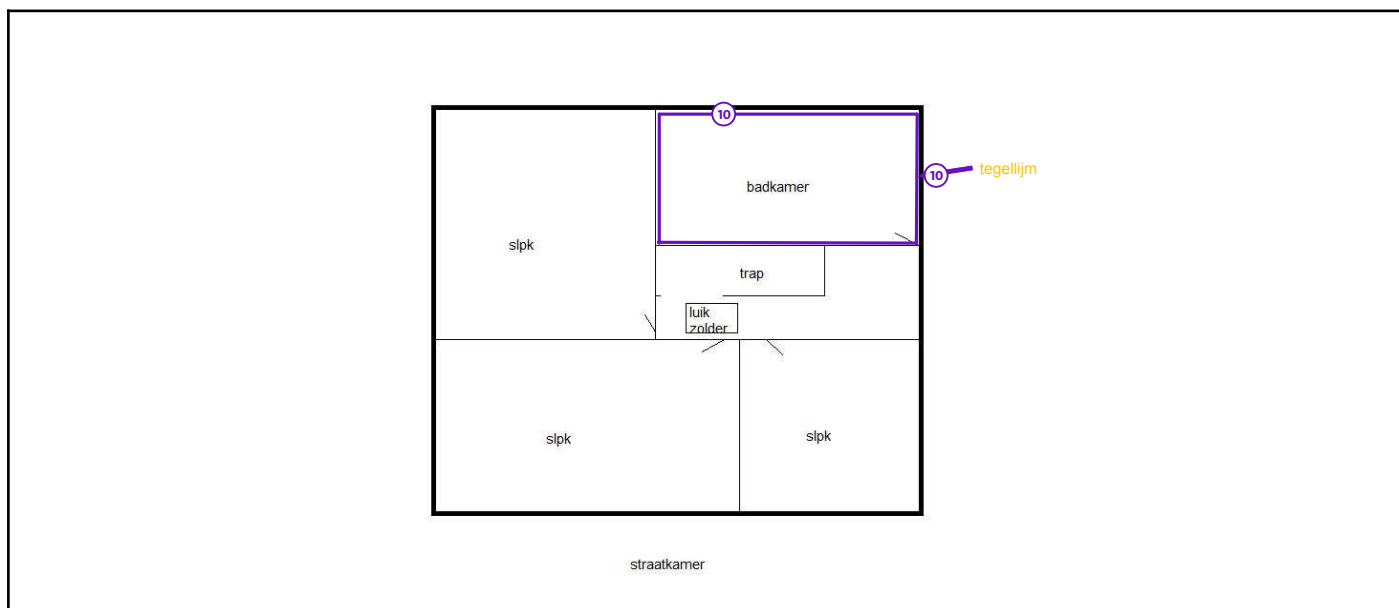 10
badkamer
10
tegellijm
slpk
trap
luik
zolder
slpk
slpk
straatkamer